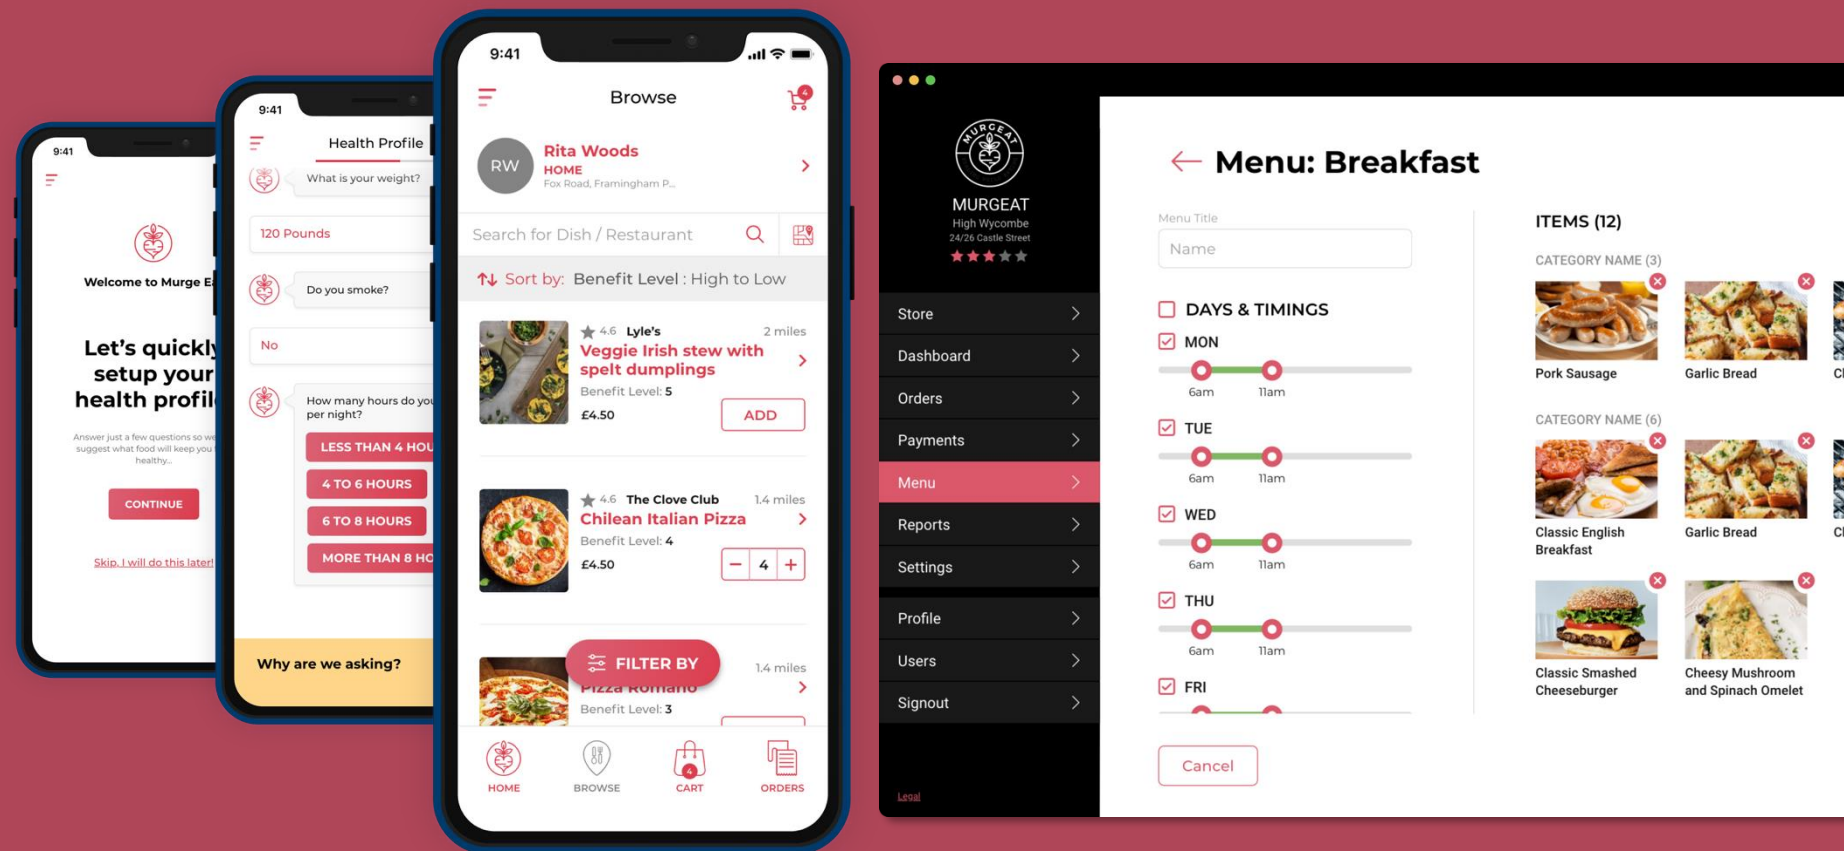 9:41
Welcome to Murge
Let's quickly
setup your
health
Answer just a few questions so
suggest what food will keep you
healthy...
CONTINUE
Skip, I will do this later!
9:41
Health Profile
What is your weight?
120 Pounds
Do you smoke?
No
How many hours do
per night?
LESS THAN 4
4 TO 6 HOURS
6 TO 8 HOURS
MORE THAN 8
Why are we asking?
9:41
Browse
4
RW
Rita Woods
HOME
Fox Road, Framingham P...
Search for Dish / Restaurant
Sort by: Benefit Level : High to Low
4.6 Lyle's 2 miles
Veggie Irish stew with
spelt dumplings
Benefit Level: 5
£4.50
ADD
4.6 The Clove Club 1.4 miles
Chilean Italian Pizza
Benefit Level: 4
£4.50
− 4 +
FILTER BY
1.4 miles
Pizza Romano
Benefit Level: 3
4
HOME
BROWSE
CART
ORDERS
MURGEAT
MURGEAT
High Wycombe
24/26 Castle Street
Store
Dashboard
Orders
Payments
Menu
Reports
Settings
Profile
Users
Signout
Legal
Menu: Breakfast
Menu Title
Name
DAYS & TIMINGS
MON
6am 11am
TUE
6am 11am
WED
6am 11am
THU
6am 11am
FRI
Cancel
ITEMS (12)
CATEGORY NAME (3)
Pork Sausage
Garlic Bread
CATEGORY NAME (6)
Classic English
Breakfast
Garlic Bread
Classic Smashed
Cheeseburger
Cheesy Mushroom
and Spinach Omelet